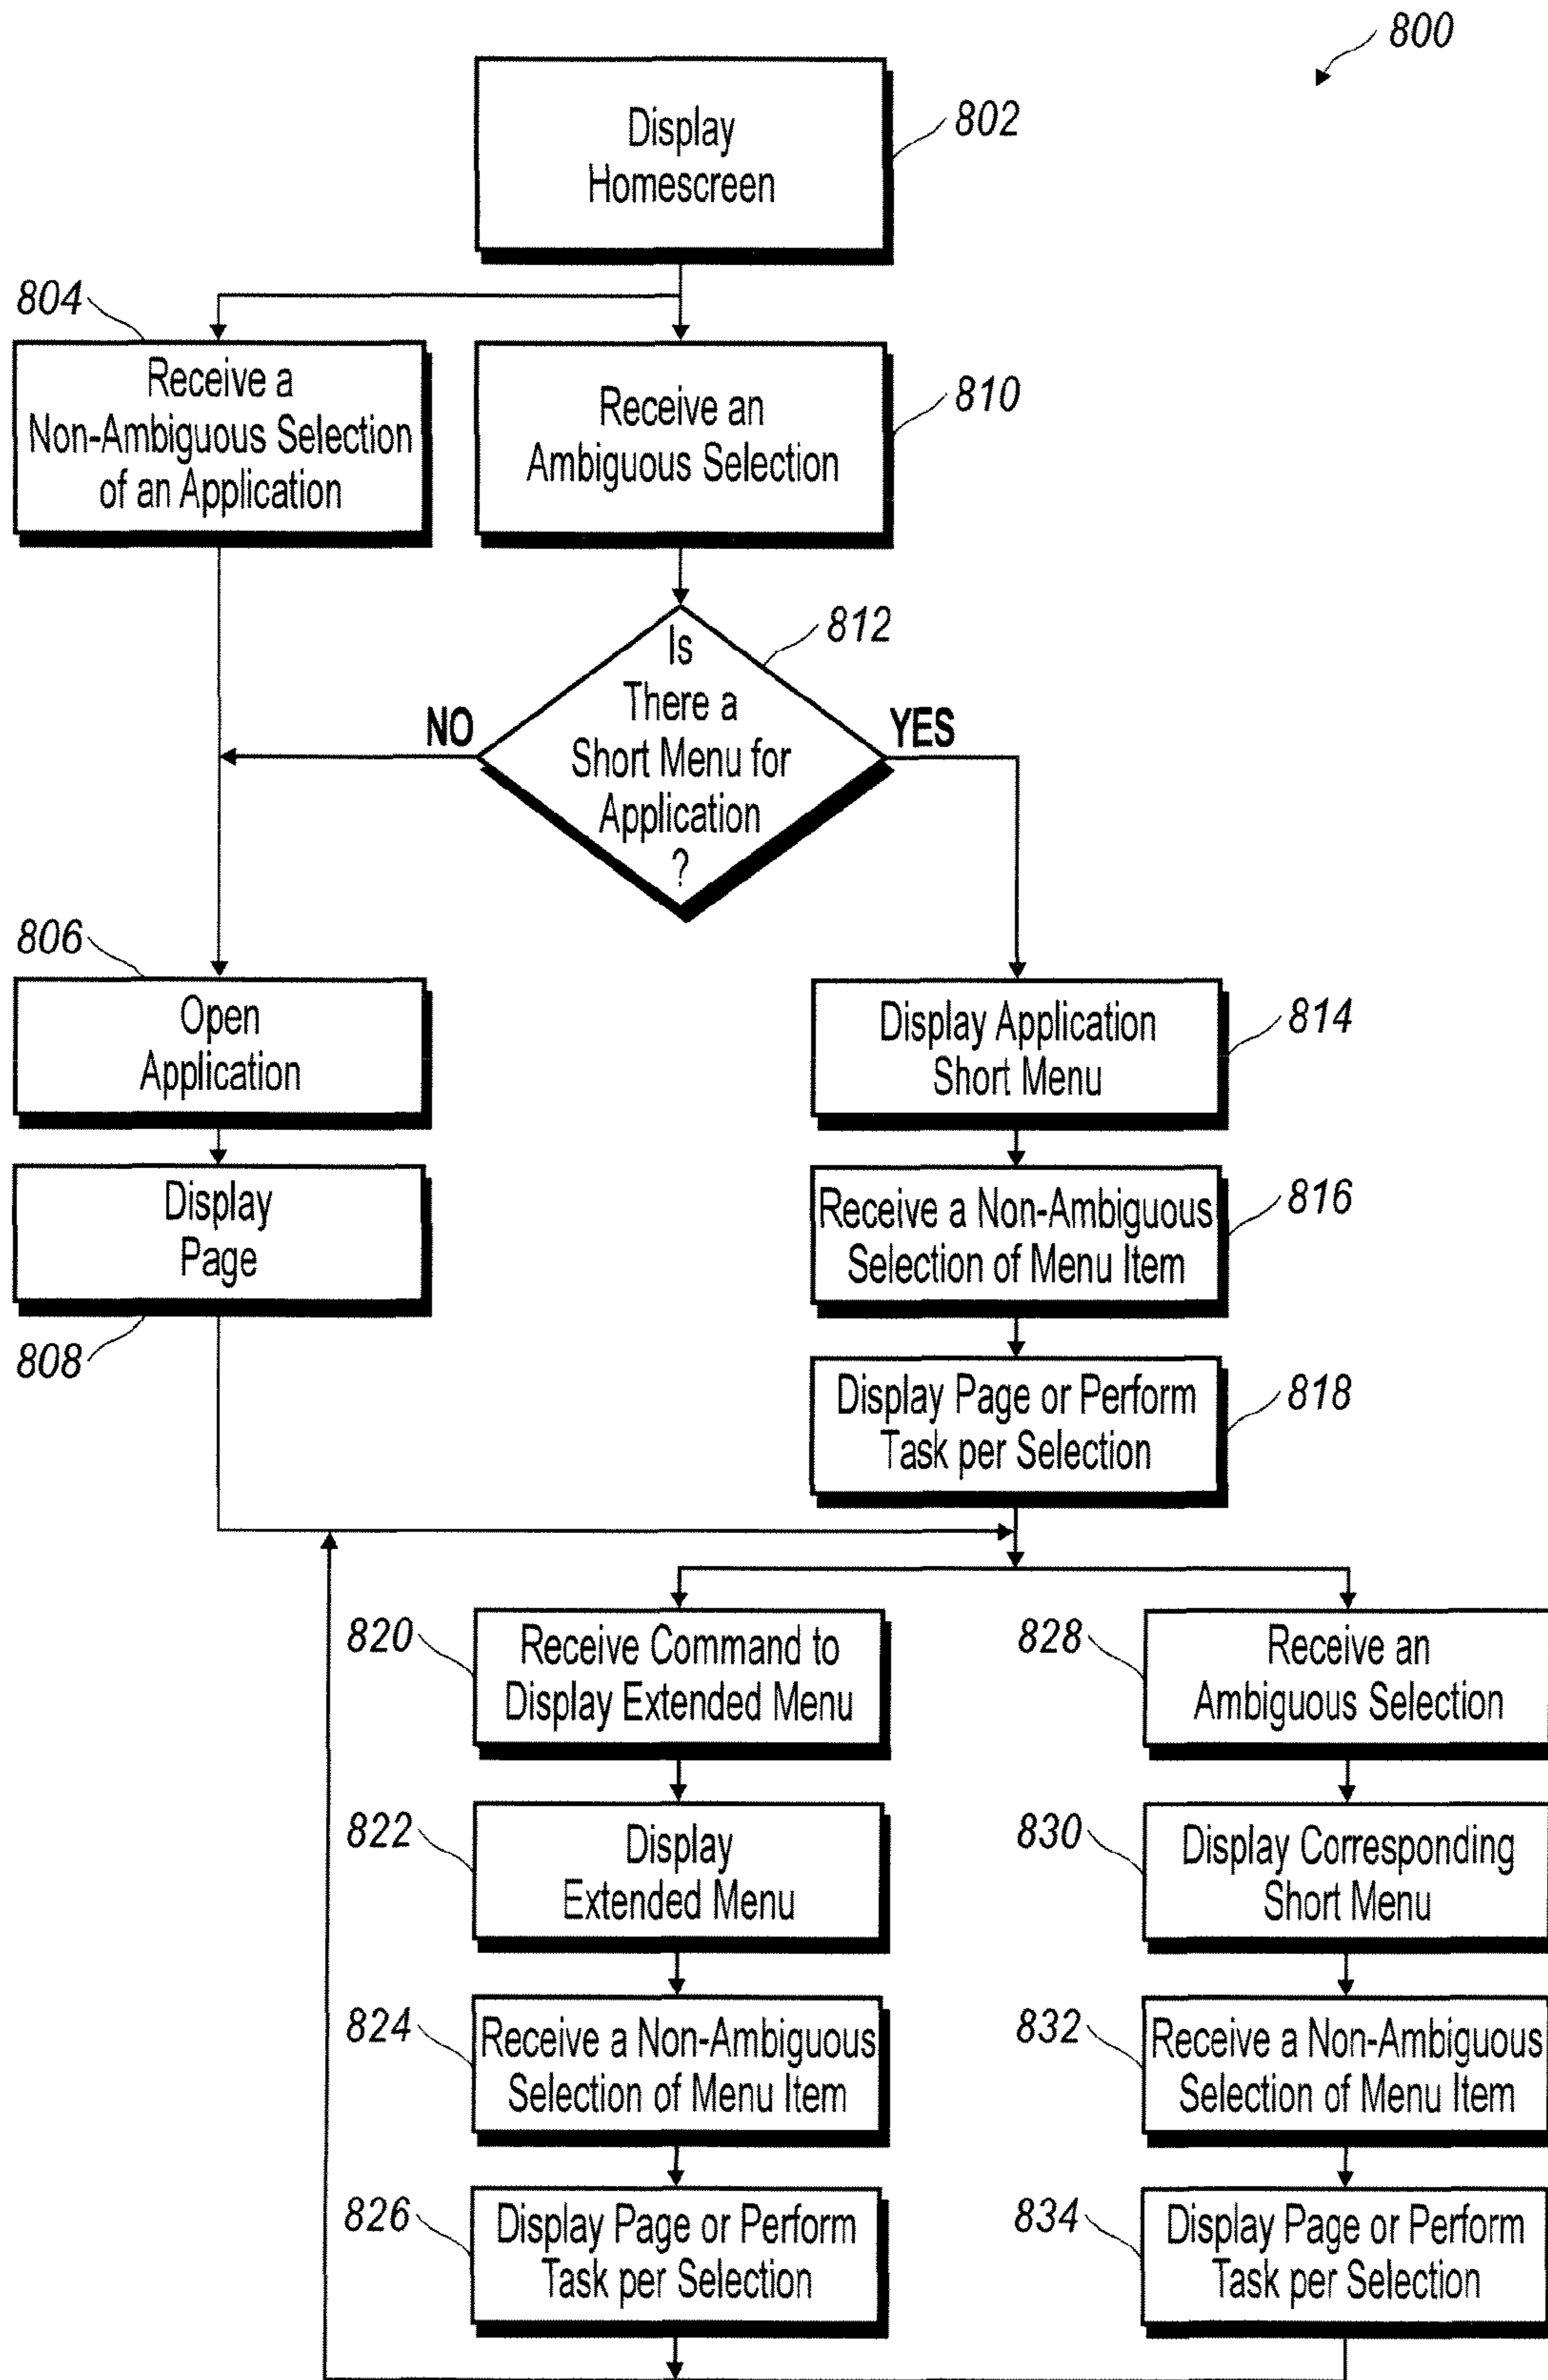 800
Display
Homescreen
802
804
Receive a
Non-Ambiguous Selection
of an Application
Receive an
Ambiguous Selection
810
Is
There a
Short Menu for
Application
?
812
NO
YES
806
Open
Application
Display Application
Short Menu
814
Display
Page
808
Receive a Non-Ambiguous
Selection of Menu Item
816
Display Page or Perform
Task per Selection
818
820
Receive Command to
Display Extended Menu
828
Receive an
Ambiguous Selection
822
Display
Extended Menu
830
Display Corresponding
Short Menu
824
Receive a Non-Ambiguous
Selection of Menu Item
832
Receive a Non-Ambiguous
Selection of Menu Item
826
Display Page or Perform
Task per Selection
834
Display Page or Perform
Task per Selection